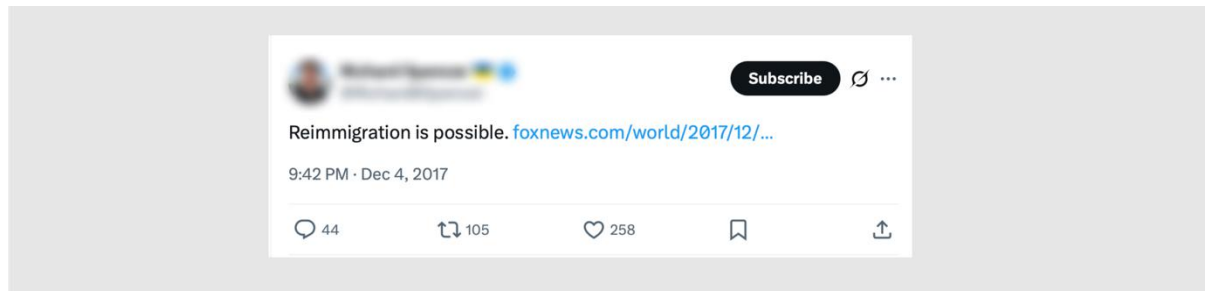 Subscribe
Reimmigration is possible. foxnews.com/world/2017/12/...
9:42 PM · Dec 4, 2017
44 105 258